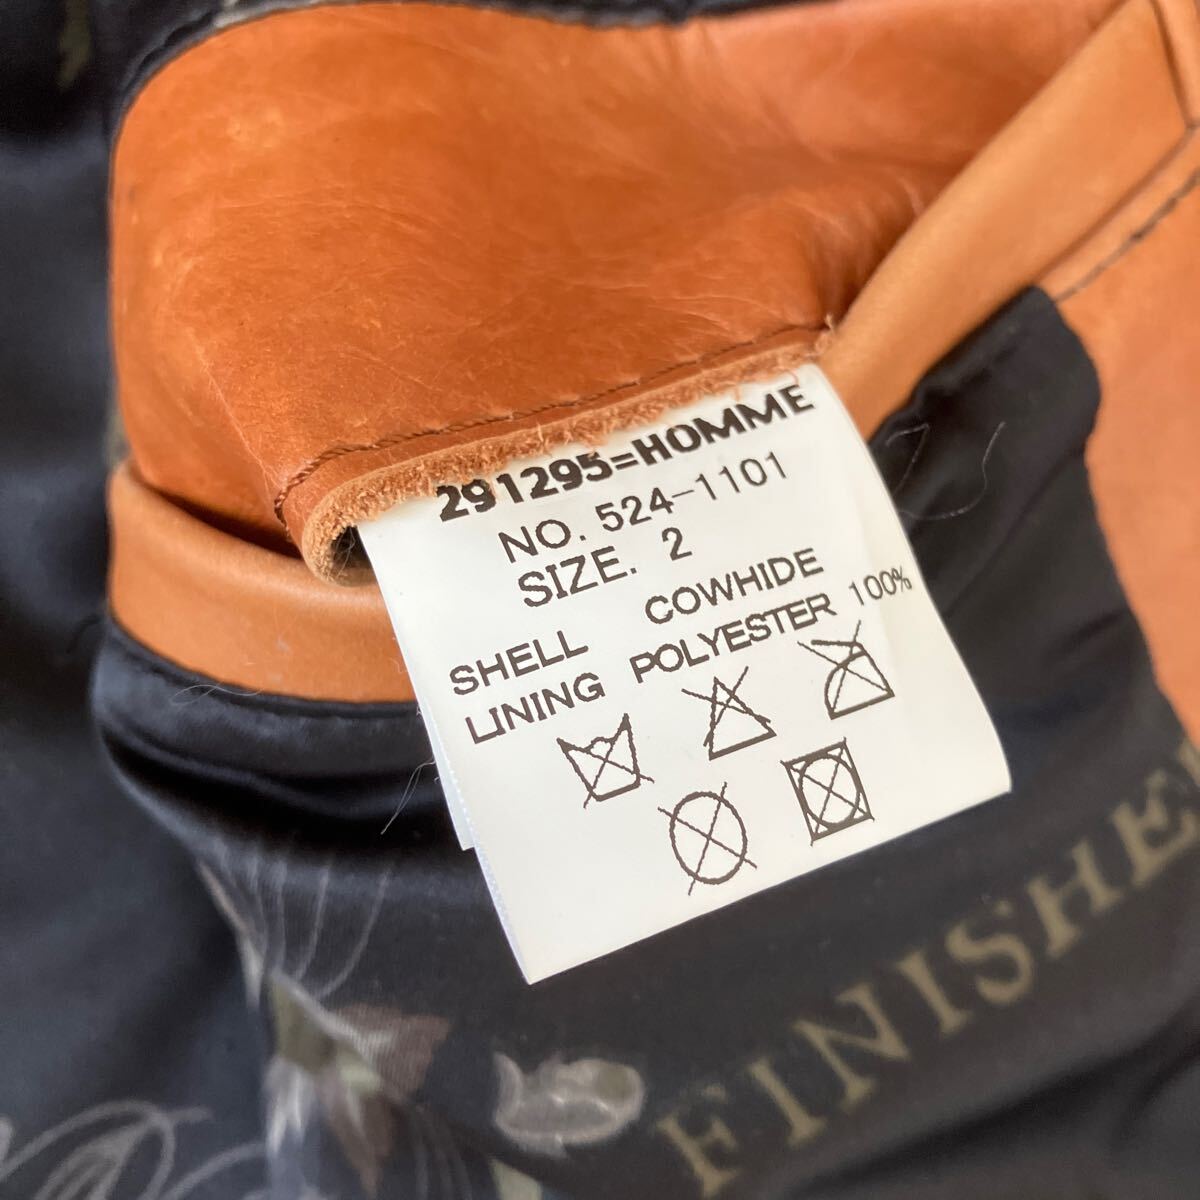 291295=HOMME
NO. 524-1101
SIZE. 2
SHELL COWHIDE
LINING POLYESTER 100%
FINISHE